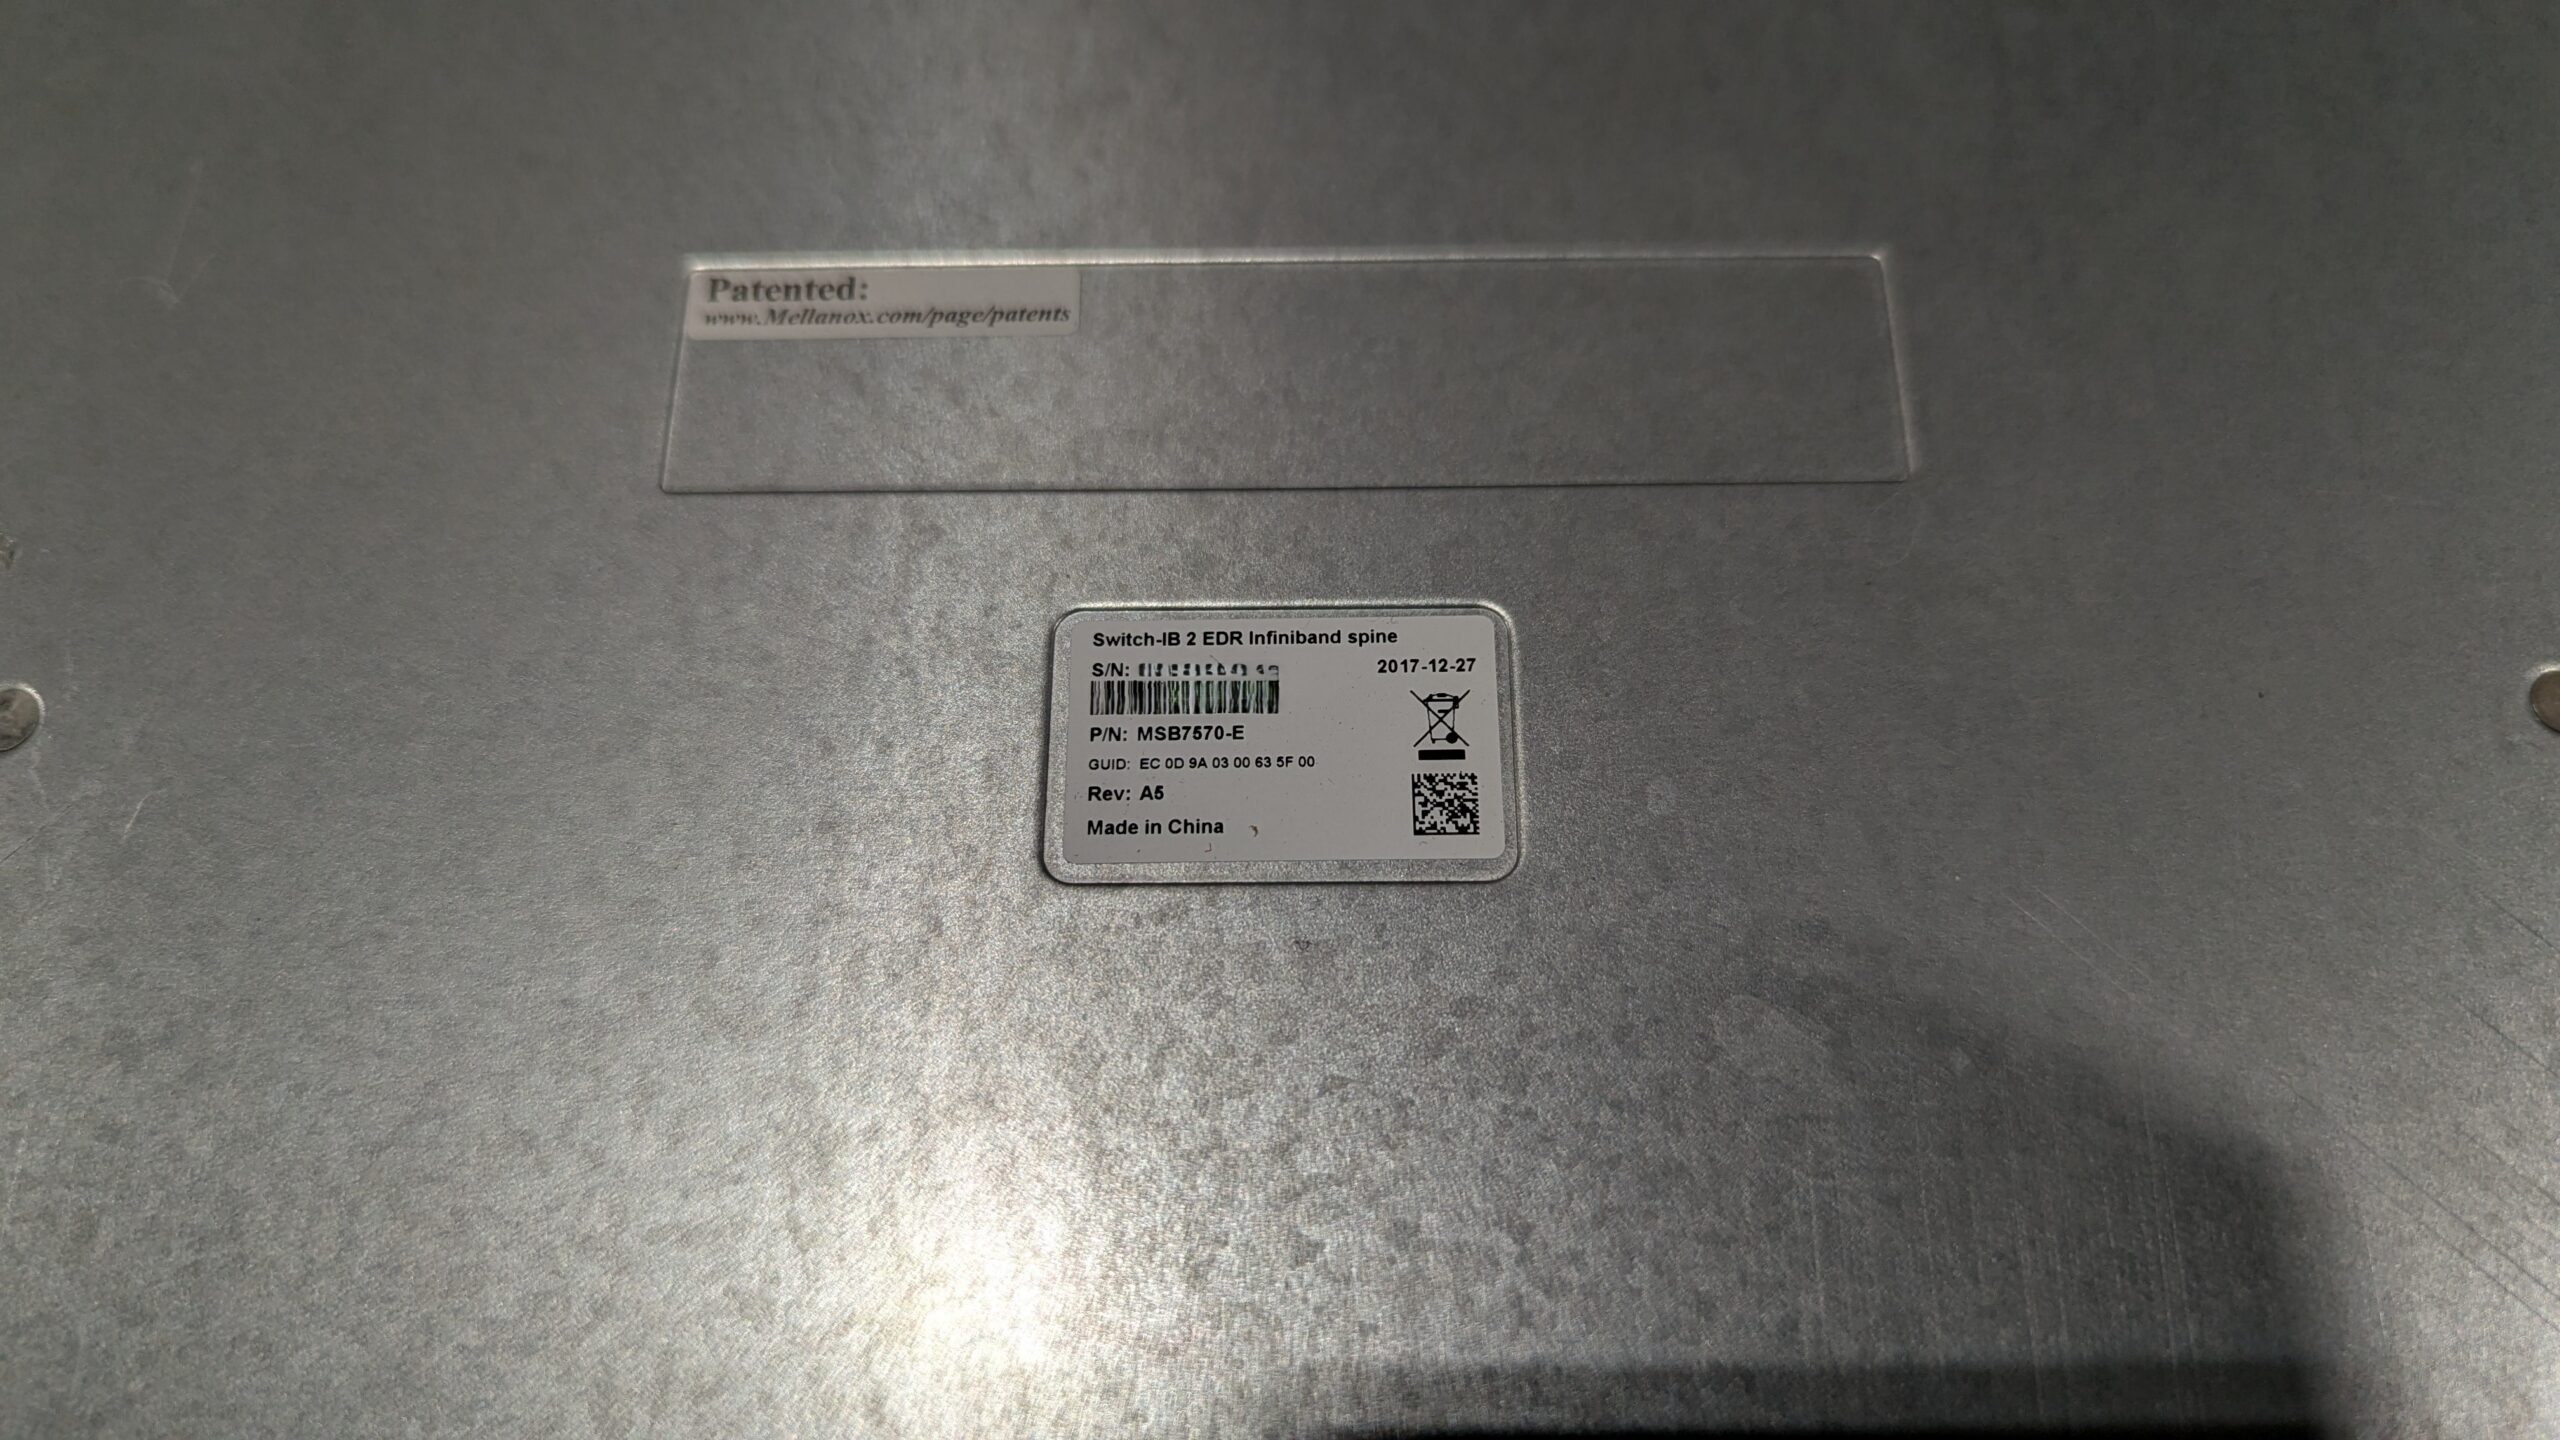 Patented:
www.Mellanox.com/page/patents
Switch-IB 2 EDR Infiniband spine
S/N:
2017-12-27
P/N: MSB7570-E
GUID: EC 0D 9A 03 00 63 5F 00
Rev: A5
Made in China